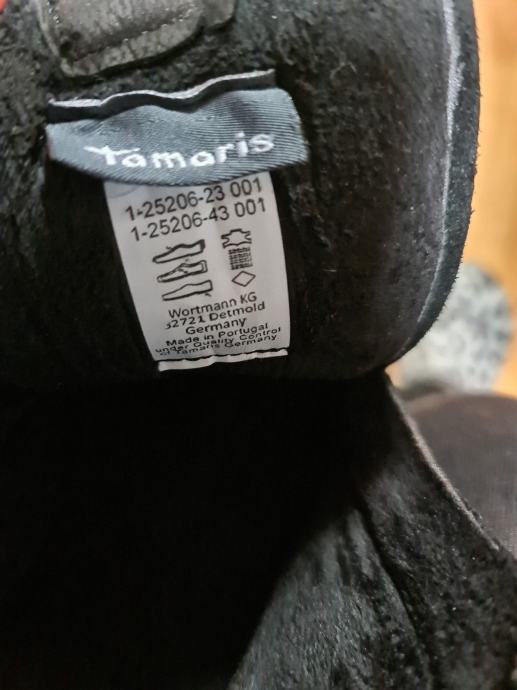 Tamaris
1-25206-23 001
1-25206-43 001
Wortmann KG
32721 Detmold
Germany
Made in Portugal
under Quality Control
of Tamaris Germany